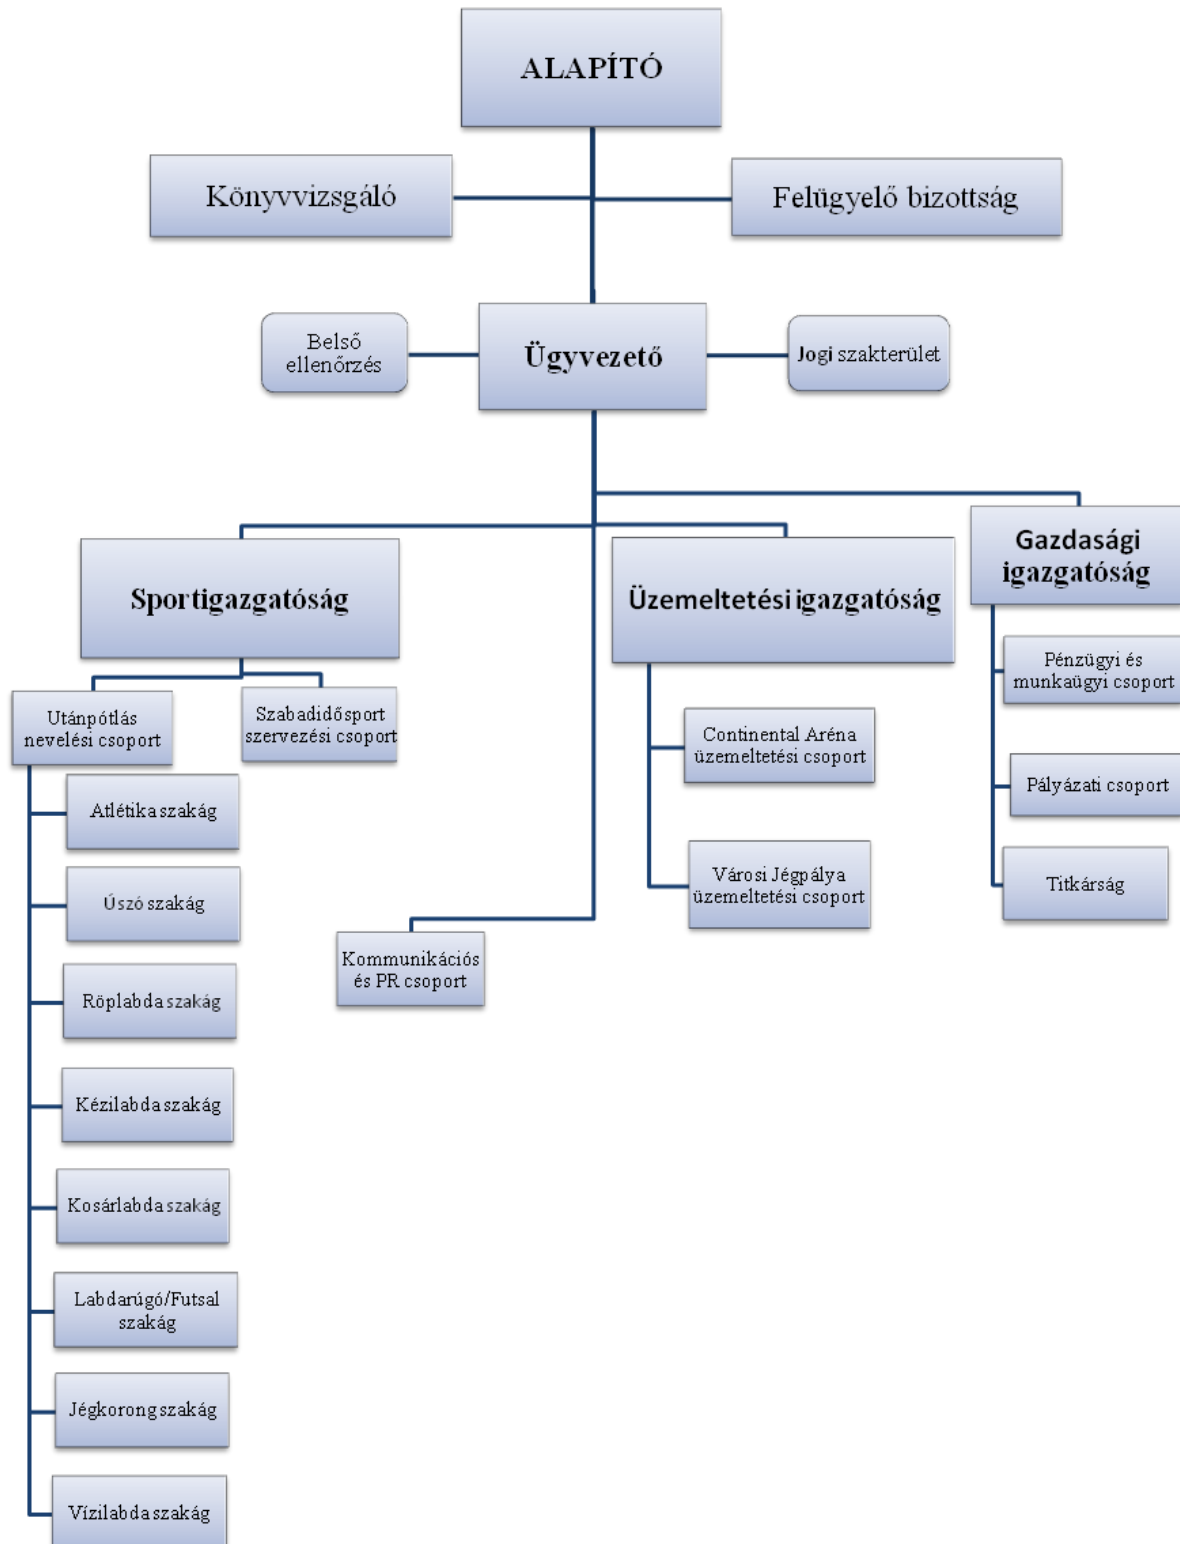 ALAPÍTÓ
Könyvvizsgáló
Felügyelő bizottság
Belső
ellenőrzés
Ügyvezető
Jogi szakterület
Sportigazgatóság
Üzemeltetési igazgatóság
Gazdasági
igazgatóság
Utánpótlás
nevelési csoport
Szabadidősport
szervezési csoport
Continental Aréna
üzemeltetési csoport
Pénzügyi és
munkaügyi csoport
Atlétika szakág
Pályázati csoport
Úszó szakág
Városi Jégpálya
üzemeltetési csoport
Titkárság
Kommunikációs
és PR csoport
Röplabda szakág
Kézilabda szakág
Kosárlabda szakág
Labdarúgó/Futsal
szakág
Jégkorong szakág
Vízilabda szakág